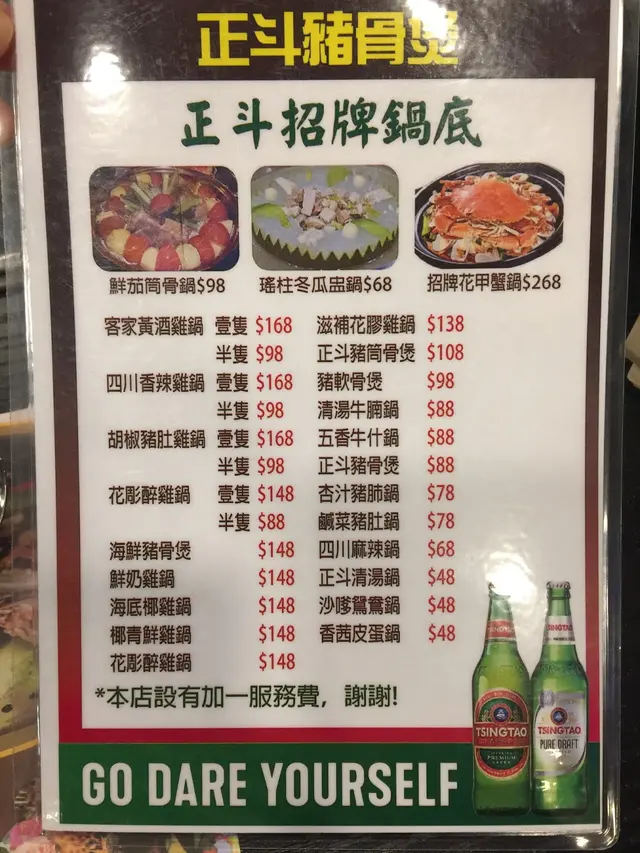 正斗豬骨煲
正斗招牌鍋底
鮮茄筒骨鍋$98
瑤柱冬瓜盅鍋$68
招牌花甲蟹鍋$268
客家黃酒雞鍋 壹隻 $168
半隻 $98
四川香辣雞鍋 壹隻 $168
半隻 $98
胡椒豬肚雞鍋 壹隻 $168
半隻 $98
花彫醉雞鍋 壹隻 $148
半隻 $88
海鮮豬骨煲 $148
鮮奶雞鍋 $148
海底椰雞鍋 $148
椰青鮮雞鍋 $148
花彫醉雞鍋 $148
滋補花膠雞鍋 $138
正斗豬筒骨煲 $108
豬軟骨煲 $98
清湯牛腩鍋 $88
五香牛什鍋 $88
正斗豬骨煲 $88
杏汁豬肺鍋 $78
鹹菜豬肚鍋 $78
四川麻辣鍋 $68
正斗清湯鍋 $48
沙嗲鴛鴦鍋 $48
香茜皮蛋鍋 $48
*本店設有加一服務費，謝謝!
TSINGTAO
PREMIUM
TSINGTAO
TSINGTAO
PURE DRAFT
GO DARE YOURSELF